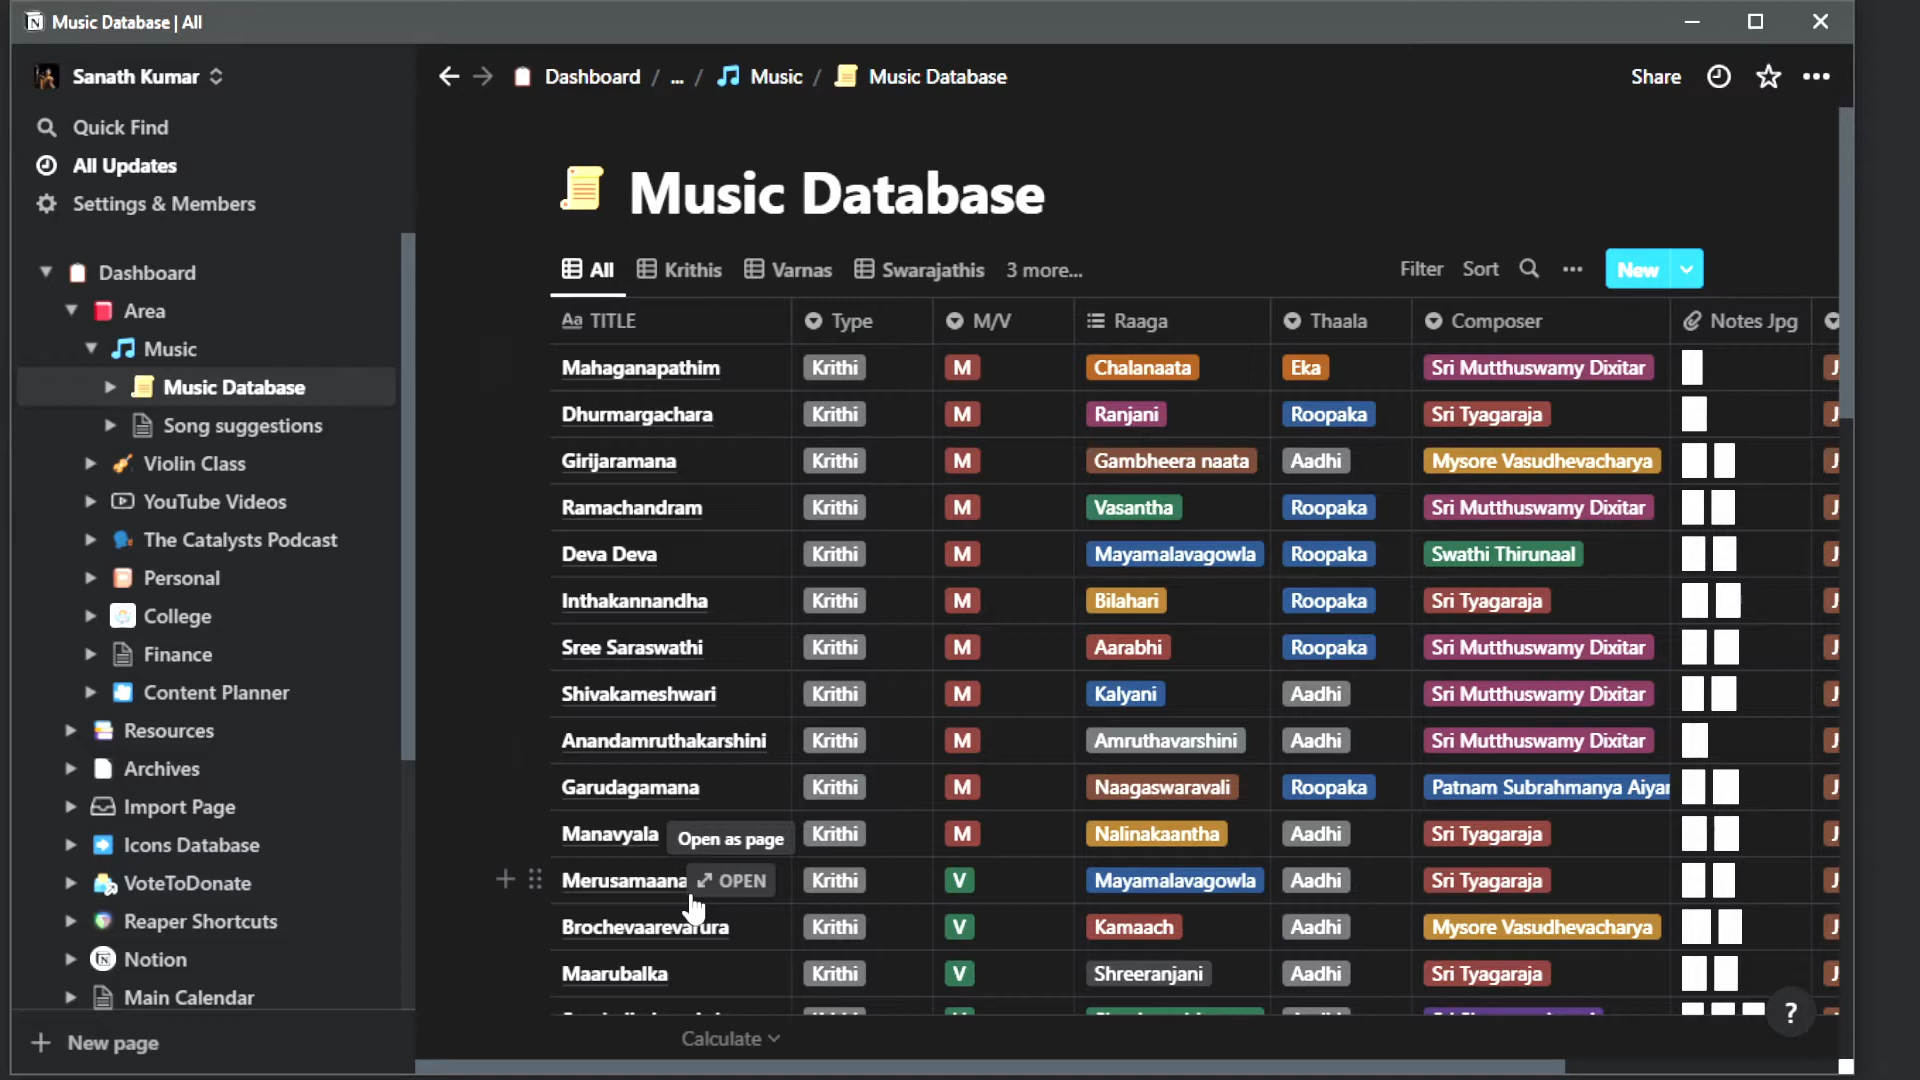 Music Database | All
Sanath Kumar
Dashboard / ... / Music / Music Database
Share
Quick Find
All Updates
Settings & Members
Dashboard
Area
Music
Music Database
Song suggestions
Violin Class
YouTube Videos
The Catalysts Podcast
Personal
College
Finance
Content Planner
Resources
Archives
Import Page
Icons Database
VoteToDonate
Reaper Shortcuts
Notion
Main Calendar
New page
Music Database
All Krithis Varnas Swarajathis 3 more... Filter Sort New
Aa TITLE Type M/V Raaga Thaala Composer Notes Jpg
Mahaganapathim Krithi M Chalanaata Eka Sri Mutthuswamy Dixitar J
Dhurmargachara Krithi M Ranjani Roopaka Sri Tyagaraja J
Girijaramana Krithi M Gambheera naata Aadhi Mysore Vasudhevacharya J
Ramachandram Krithi M Vasantha Roopaka Sri Mutthuswamy Dixitar J
Deva Deva Krithi M Mayamalavagowla Roopaka Swathi Thirunaal J
Inthakannandha Krithi M Bilahari Roopaka Sri Tyagaraja J
Sree Saraswathi Krithi M Aarabhi Roopaka Sri Mutthuswamy Dixitar J
Shivakameshwari Krithi M Kalyani Aadhi Sri Mutthuswamy Dixitar J
Anandamruthakarshini Krithi M Amruthavarshini Aadhi Sri Mutthuswamy Dixitar J
Garudagamana Krithi M Naagaswaravali Roopaka Patnam Subrahmanya Aiyar J
Manavyala Open as page Krithi M Nalinakaantha Aadhi Sri Tyagaraja J
Merusamaana OPEN Krithi V Mayamalavagowla Aadhi Sri Tyagaraja J
Brochevaarevarura Krithi V Kamaach Aadhi Mysore Vasudhevacharya J
Maarubalka Krithi V Shreeranjani Aadhi Sri Tyagaraja J
Calculate
?